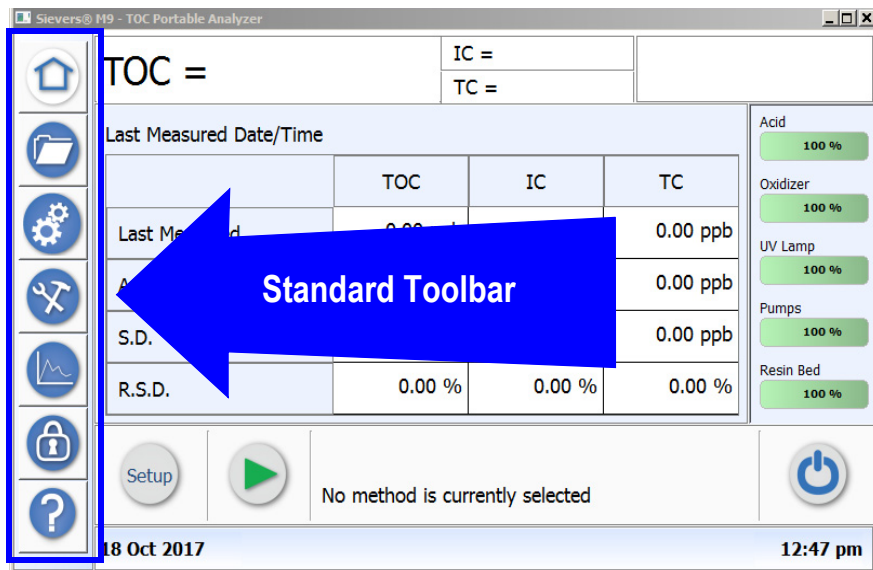 Sievers® M9 - TOC Portable Analyzer
TOC =
IC =
TC =
Last Measured Date/Time
TOC IC TC
Last 0.00 ppb
0.00 ppb
S.D. 0.00 ppb
R.S.D. 0.00 % 0.00 % 0.00 %
Standard Toolbar
Acid
100 %
Oxidizer
100 %
UV Lamp
100 %
Pumps
100 %
Resin Bed
100 %
Setup
No method is currently selected
18 Oct 2017
12:47 pm